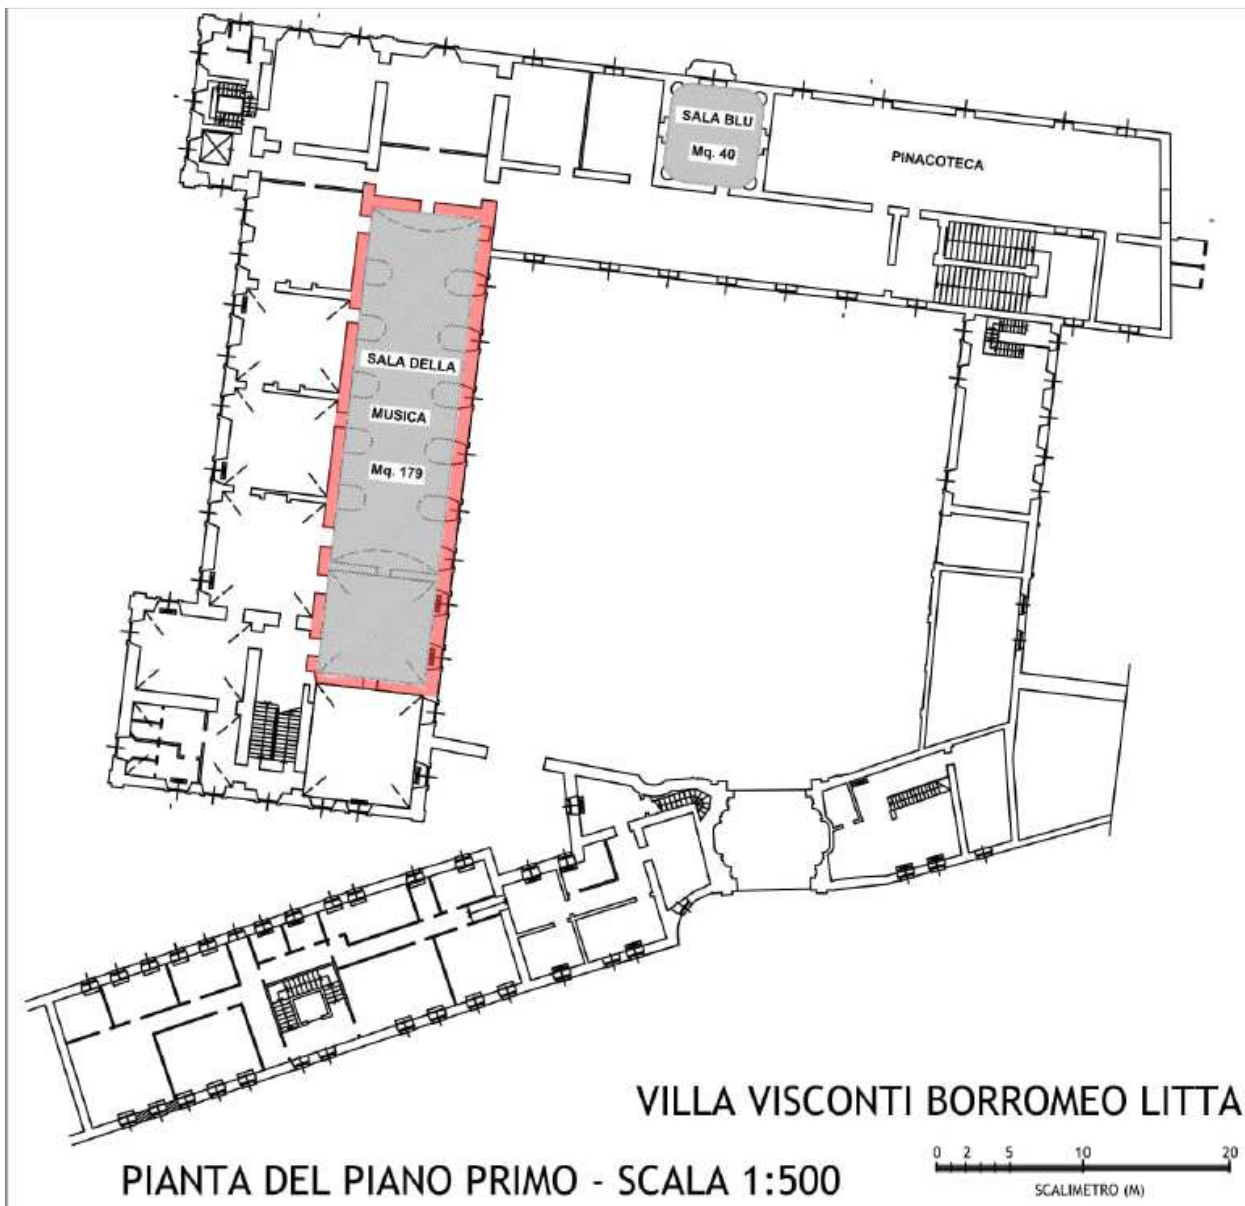 SALA BLU
Mq. 40
PINACOTECA
SALA DELLA
MUSICA
Mq. 179
VILLA VISCONTI BORROMEO LITTA
PIANTA DEL PIANO PRIMO - SCALA 1:500
0 2 5 10 20
SCALIMETRO (M)